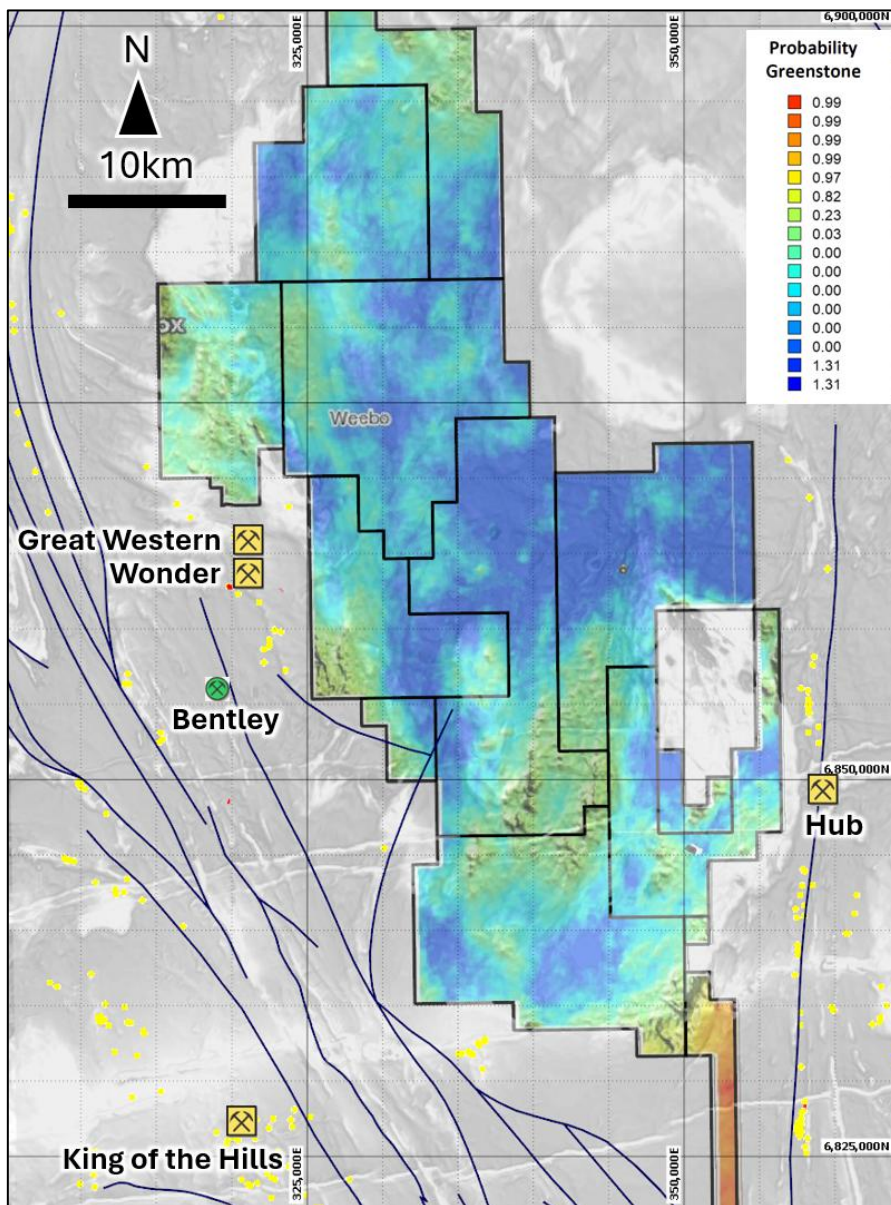 6,900,000N
325,000E
350,000E
N
10km
Probability
Greenstone
0.99
0.99
0.99
0.99
0.97
0.82
0.23
0.03
0.00
0.00
0.00
0.00
0.00
1.31
1.31
ox
Weebo
Great Western
Wonder
Bentley
6,850,000N
Hub
King of the Hills
6,825,000N
325,000E
350,000E